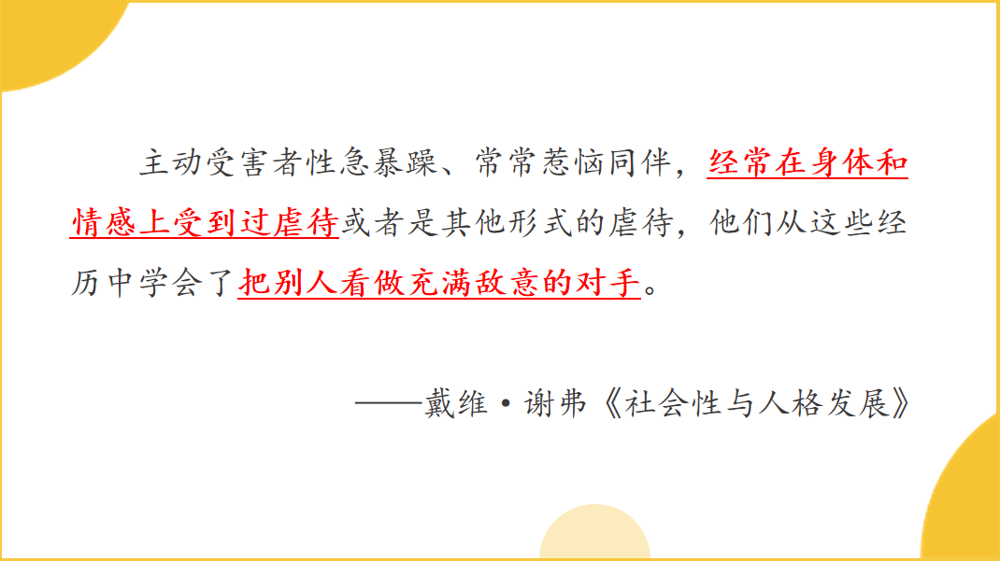 主动受害者性急暴躁、常常惹恼同伴，经常在身体和
情感上受到过虐待或者是其他形式的虐待，他们从这些经
历中学会了把别人看做充满敌意的对手。
——戴维·谢弗《社会性与人格发展》